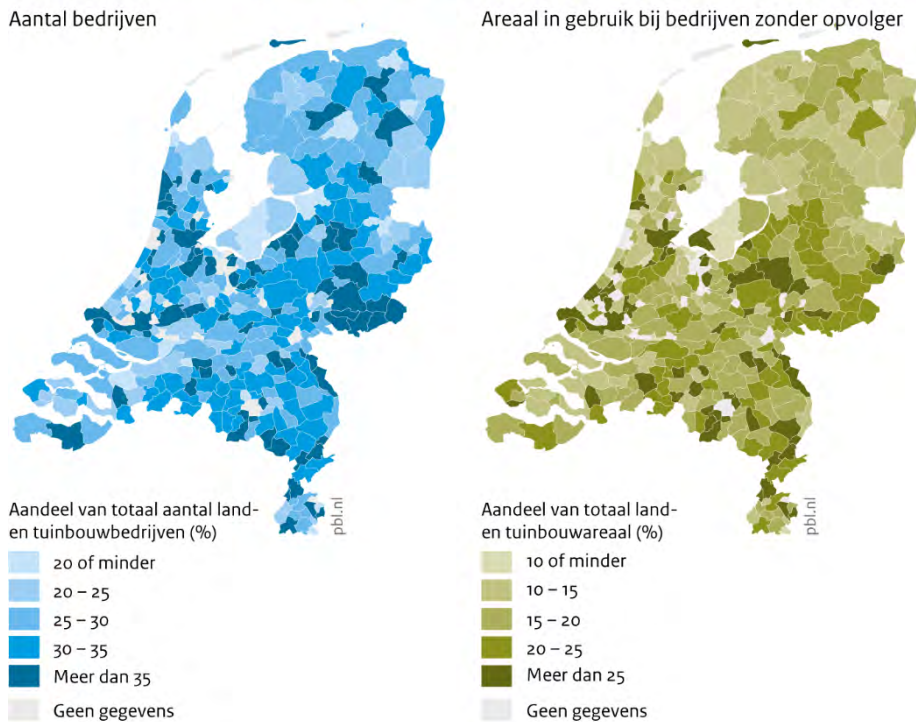 Aantal bedrijven
Aandeel van totaal aantal land-
en tuinbouwbedrijven (%)
20 of minder
20 – 25
25 – 30
30 – 35
Meer dan 35
Geen gegevens
pbl.nl
Areaal in gebruik bij bedrijven zonder opvolger
Aandeel van totaal land-
en tuinbouwareaal (%)
10 of minder
10 – 15
15 – 20
20 – 25
Meer dan 25
Geen gegevens
pbl.nl